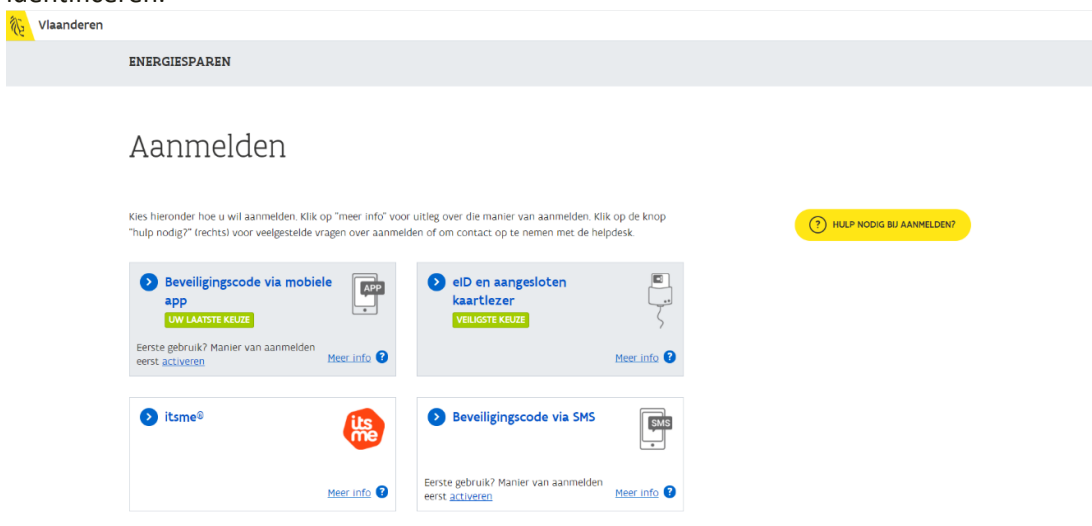 identificeren.
Vlaanderen
ENERGIESPAREN
Aanmelden
Kies hieronder hoe u wil aanmelden. Klik op "meer info" voor uitleg over die manier van aanmelden. Klik op de knop
"hulp nodig?" (rechts) voor veelgestelde vragen over aanmelden of om contact op te nemen met de helpdesk.
? HULP NODIG BIJ AANMELDEN?
Beveiligingscode via mobiele
app
APP
UW LAATSTE KEUZE
Eerste gebruik? Manier van aanmelden
eerst activeren
Meer info ?
eID en aangesloten
kaartlezer
VEILIGSTE KEUZE
Meer info ?
itsme®
its
me
Meer info ?
Beveiligingscode via SMS
SMS
Eerste gebruik? Manier van aanmelden
eerst activeren
Meer info ?